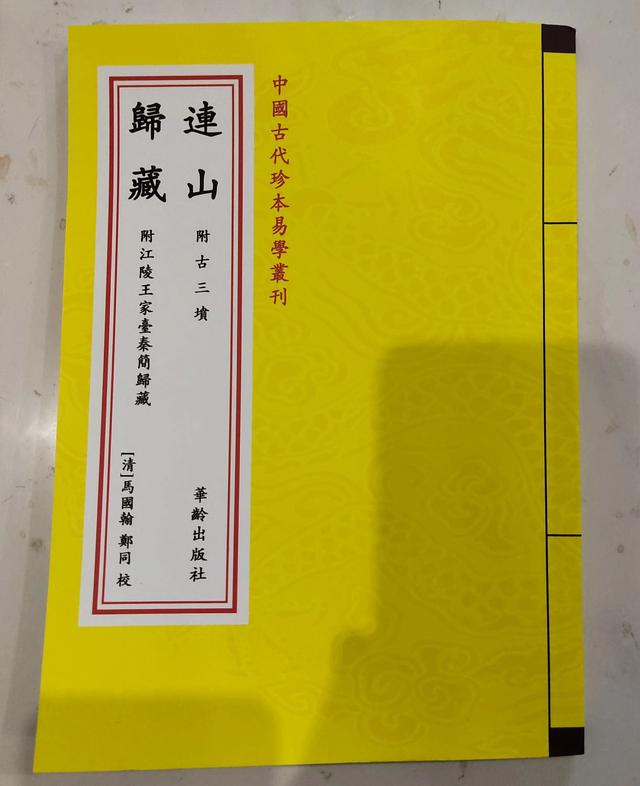 中國古代珍本易學叢刊
連山
附古三墳
華齡出版社
歸藏
附江陵王家臺秦簡歸藏
[清]馬國翰 鄭同 校